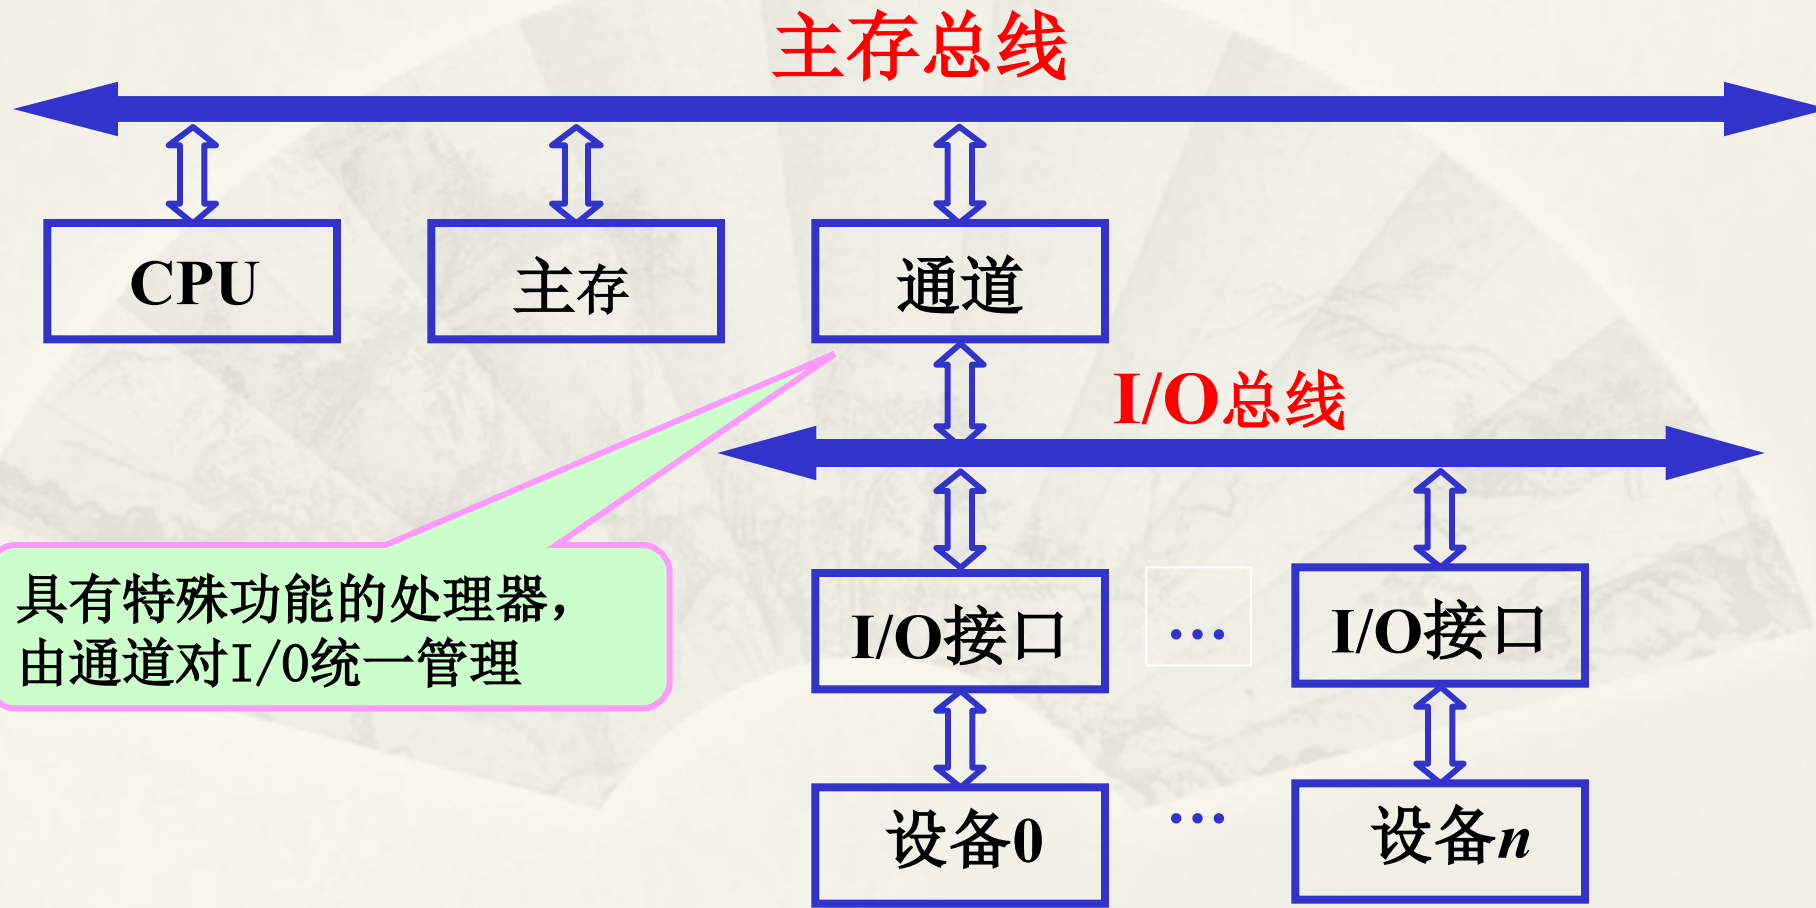 主存总线
CPU
主存
通道
I/O总线
具有特殊功能的处理器，
由通道对I/O统一管理
I/O接口
…
I/O接口
设备0
…
设备n